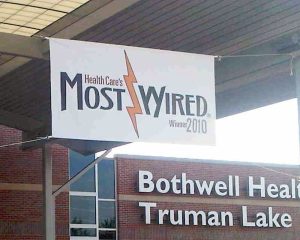 Health Care's
MOST WIRED
Winner 2010
Bothwell Heal
Truman Lake